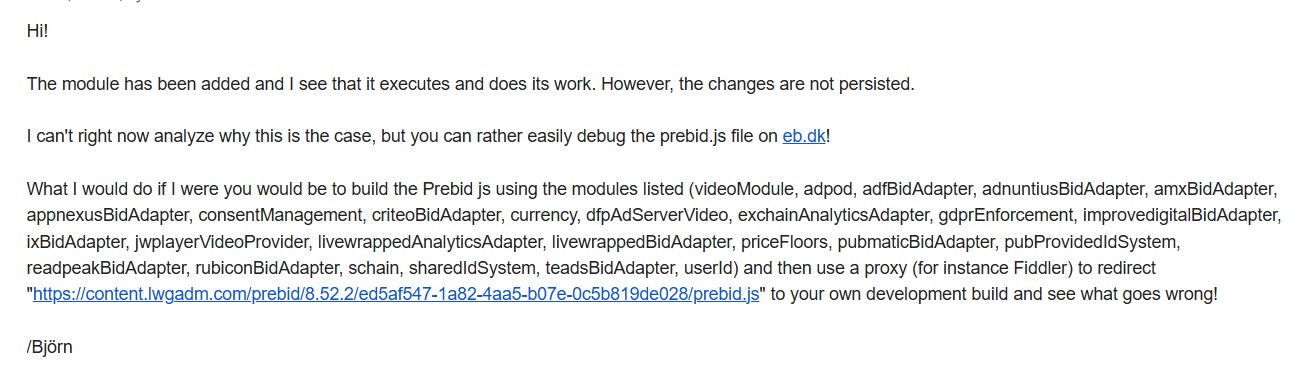 Hi!
The module has been added and I see that it executes and does its work. However, the changes are not persisted.
I can't right now analyze why this is the case, but you can rather easily debug the prebid.js file on eb.dk!
What I would do if I were you would be to build the Prebid js using the modules listed (videoModule, adpod, adfBidAdapter, adnuntiusBidAdapter, amxBidAdapter,
appnexusBidAdapter, consentManagement, criteoBidAdapter, currency, dfpAdServerVideo, exchainAnalyticsAdapter, gdprEnforcement, improvedigitalBidAdapter,
ixBidAdapter, jwplayerVideoProvider, livewrappedAnalyticsAdapter, livewrappedBidAdapter, priceFloors, pubmaticBidAdapter, pubProvidedIdSystem,
readpeakBidAdapter, rubiconBidAdapter, schain, sharedIdSystem, teadsBidAdapter, userId) and then use a proxy (for instance Fiddler) to redirect
"https://content.lwgadm.com/prebid/8.52.2/ed5af547-1a82-4aa5-b07e-0c5b819de028/prebid.js" to your own development build and see what goes wrong!
/Björn